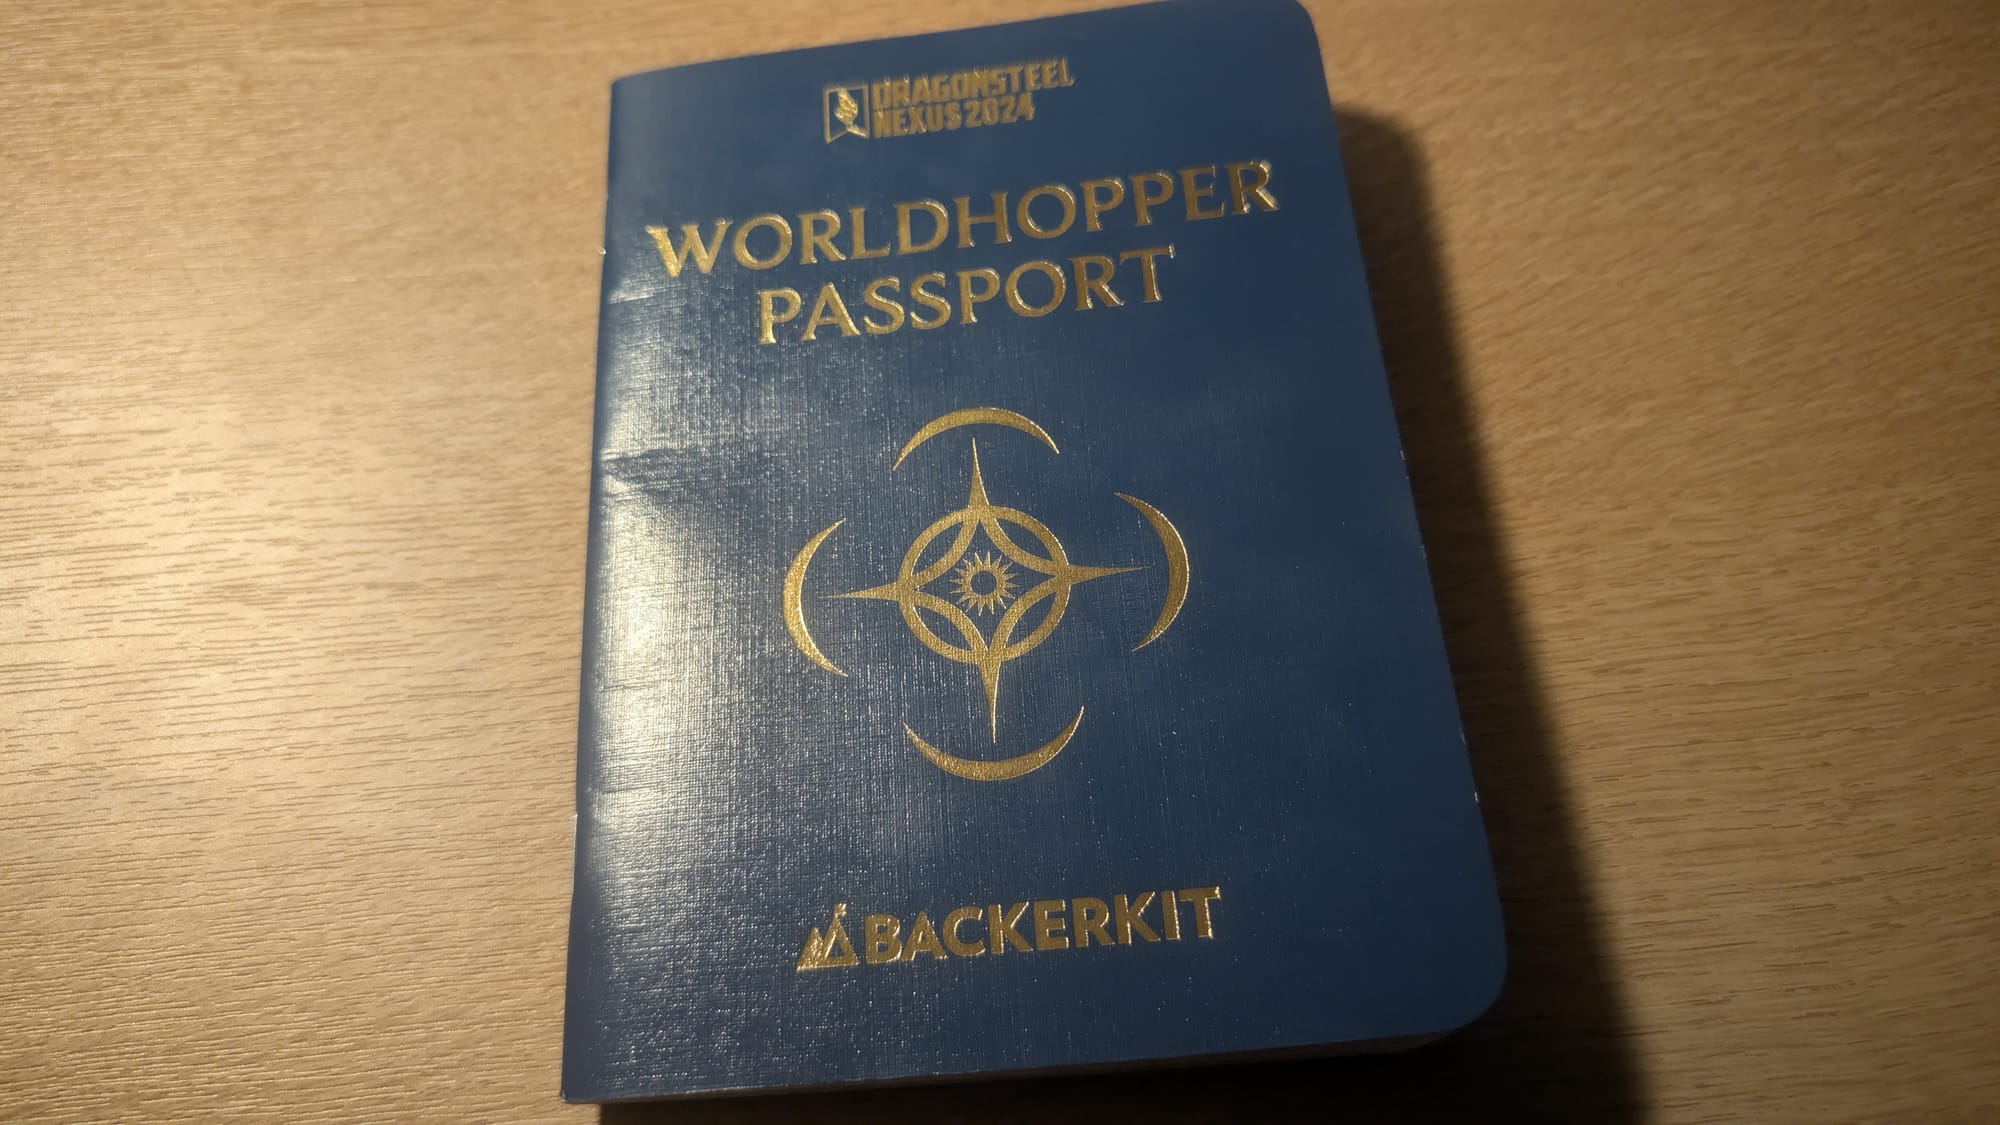 DRAGONSTEEL
NEXUS 2024
WORLDHOPPER
PASSPORT
BACKERKIT